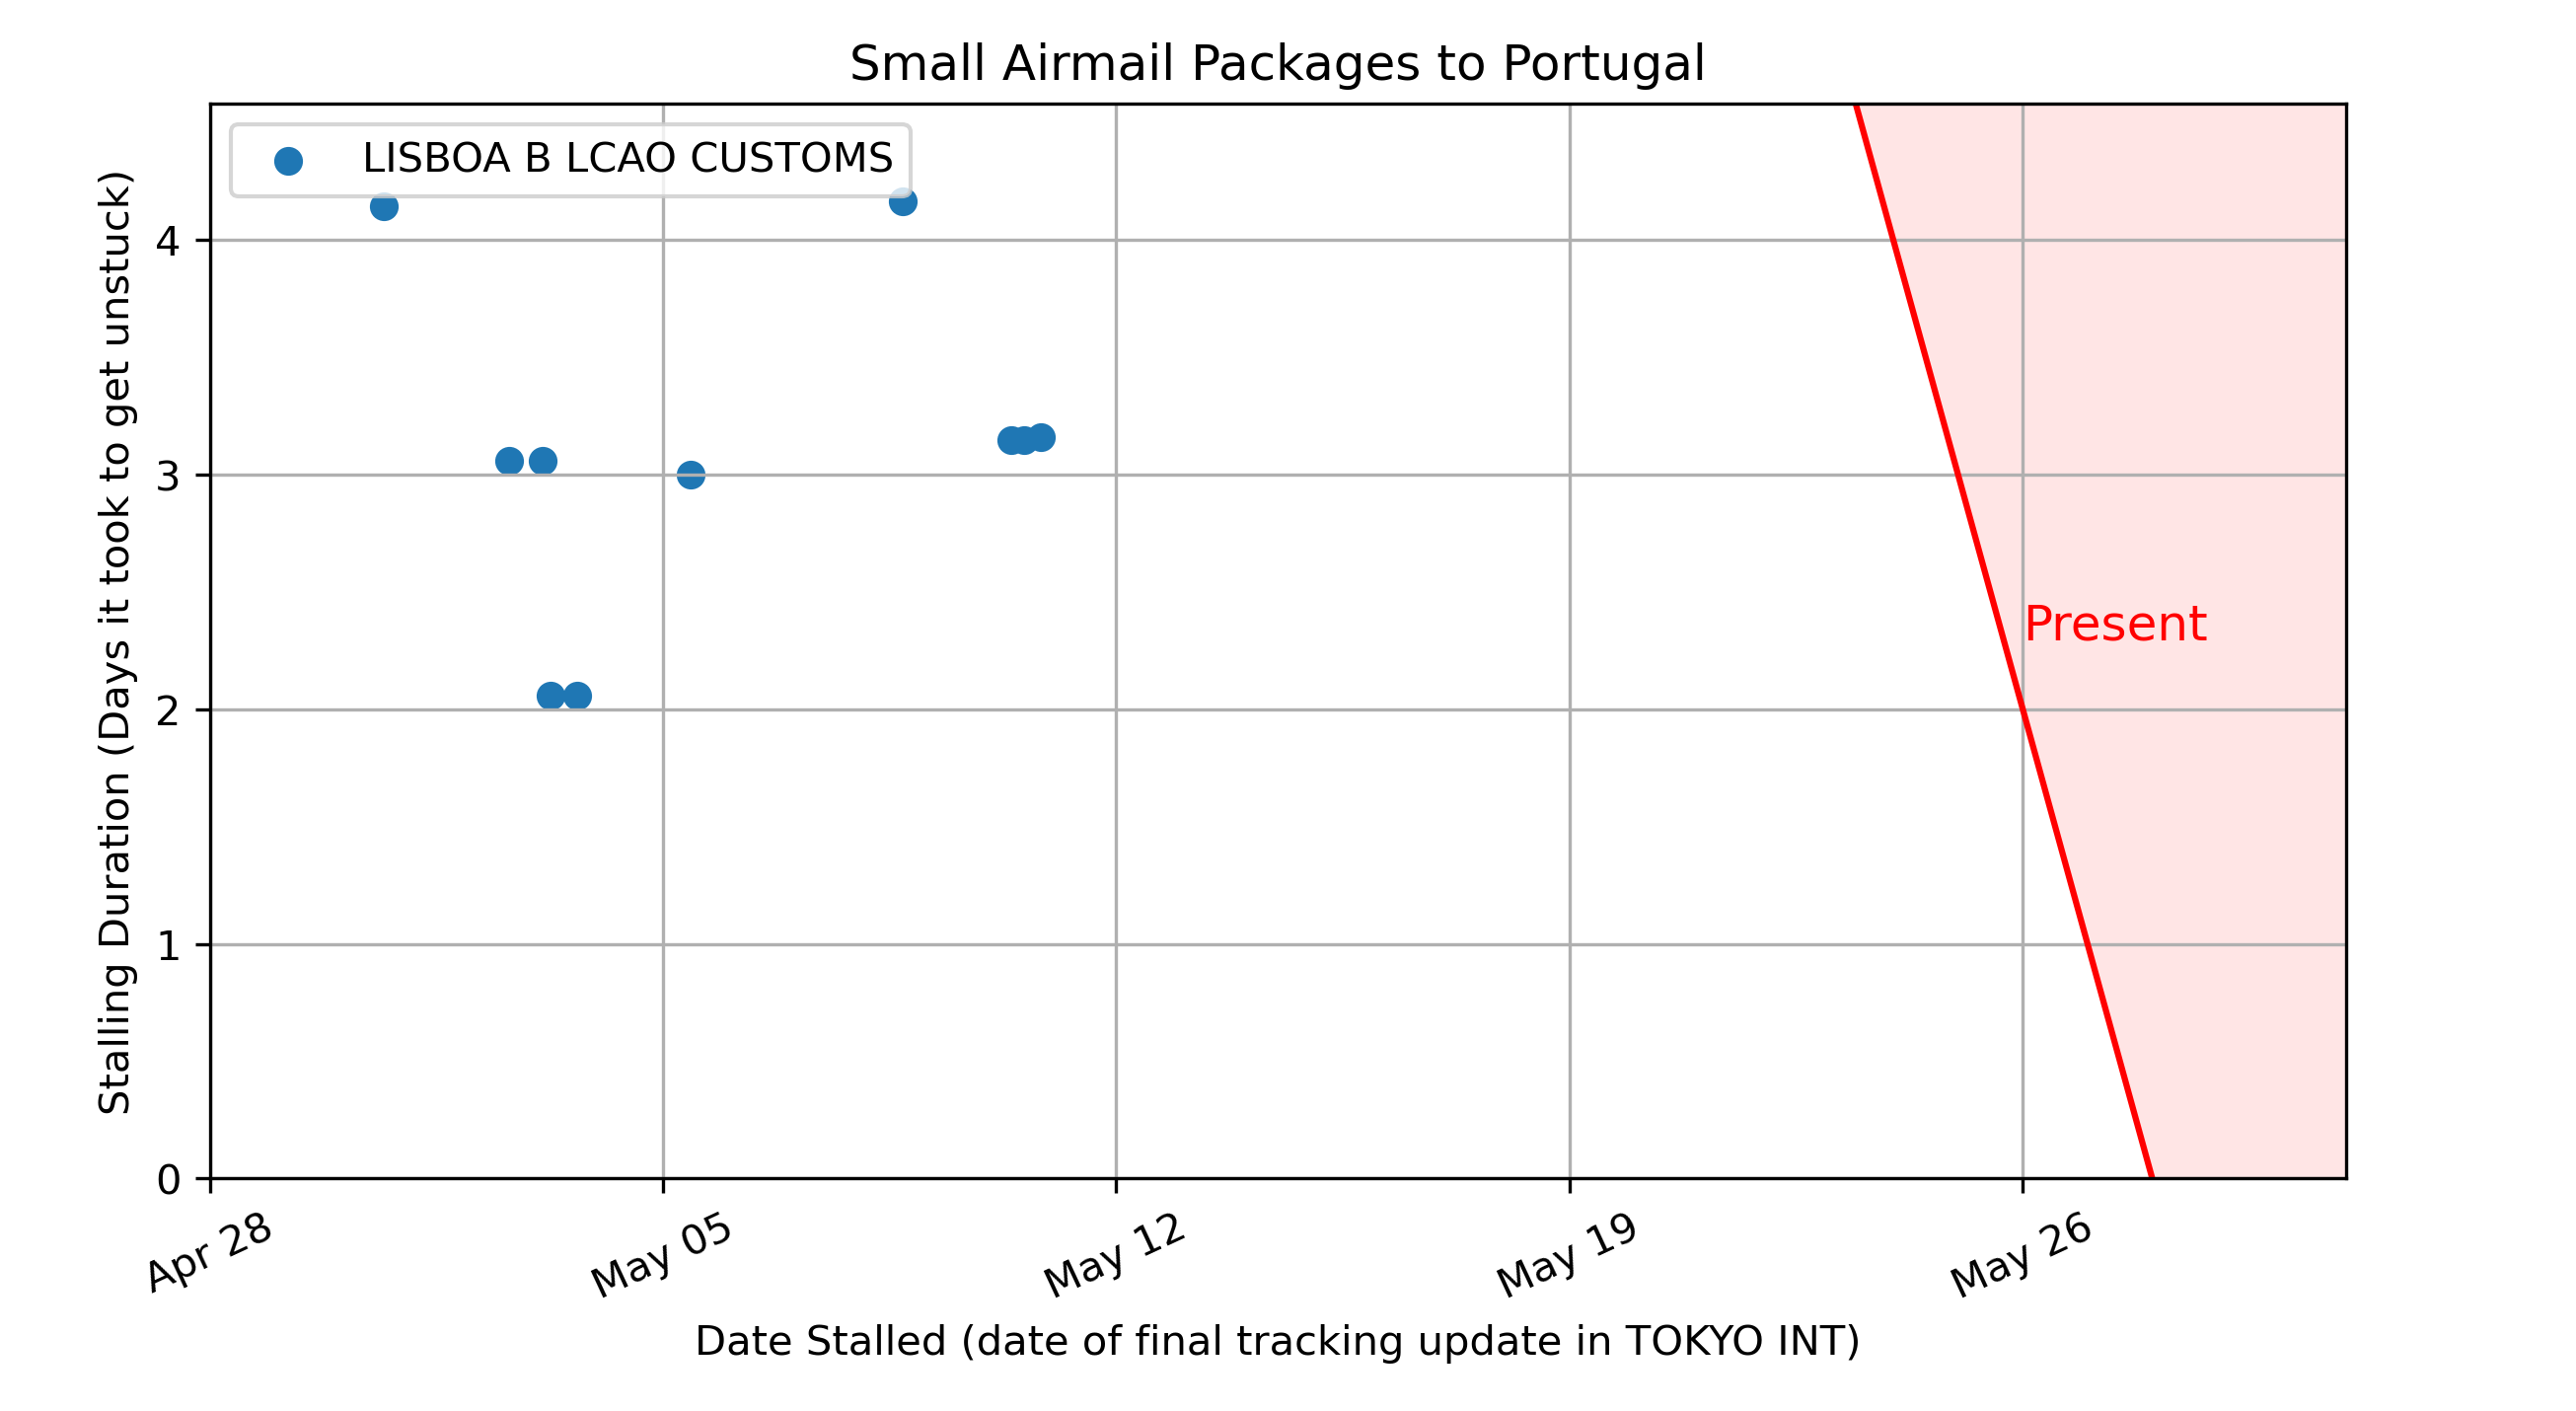 Small Airmail Packages to Portugal
LISBOA B LCAO CUSTOMS
Stalling Duration (Days it took to get unstuck)
4
3
2
1
0
Present
Apr 28
May 05
May 12
May 19
May 26
Date Stalled (date of final tracking update in TOKYO INT)